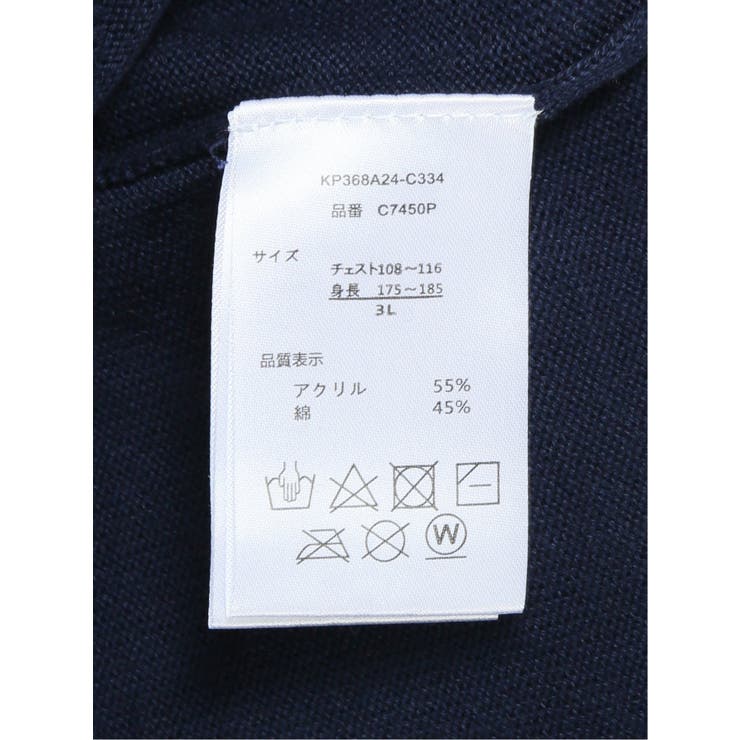 KP368A24-C334
品番 C7450P
サイズ
チェスト108～116
身長 175～185
3L
品質表示
アクリル 55%
綿 45%
W